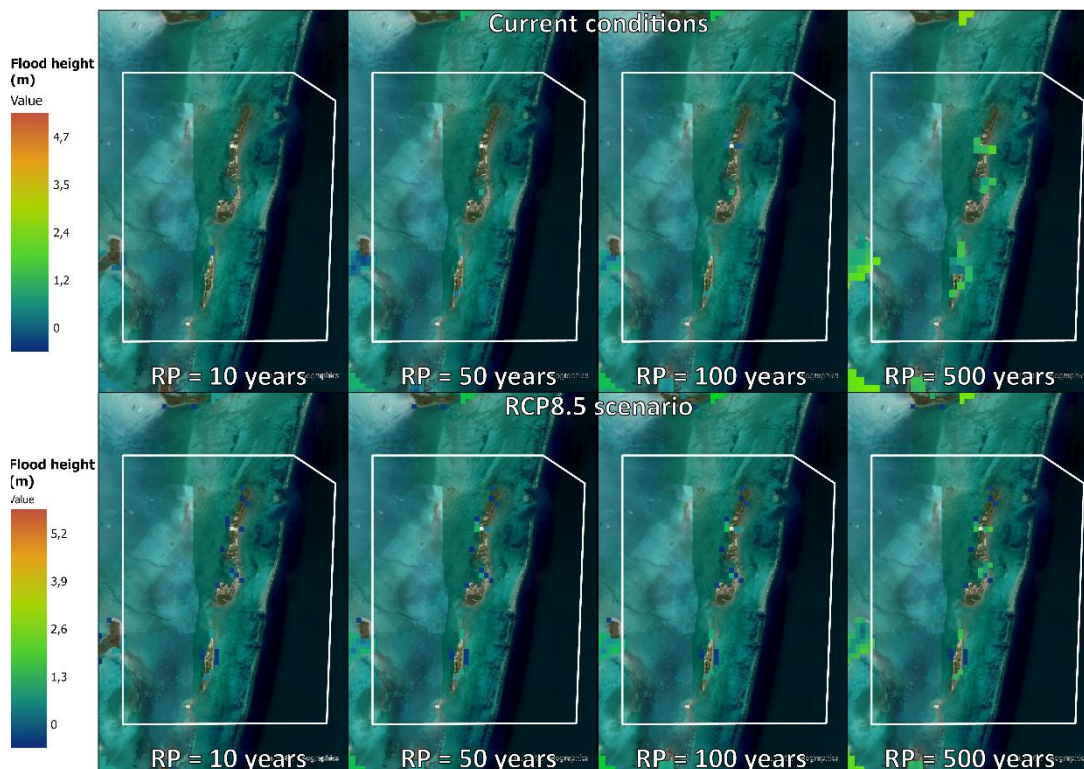 Current conditions
Flood height
(m)
Value
4,7
3,5
2,4
1,2
0
RP = 10 years
RP = 50 years
RP = 100 years
RP = 500 years
RCP8.5 scenario
Flood height
(m)
Value
5,2
3,9
2,6
1,3
0
RP = 10 years
RP = 50 years
RP = 100 years
RP = 500 years